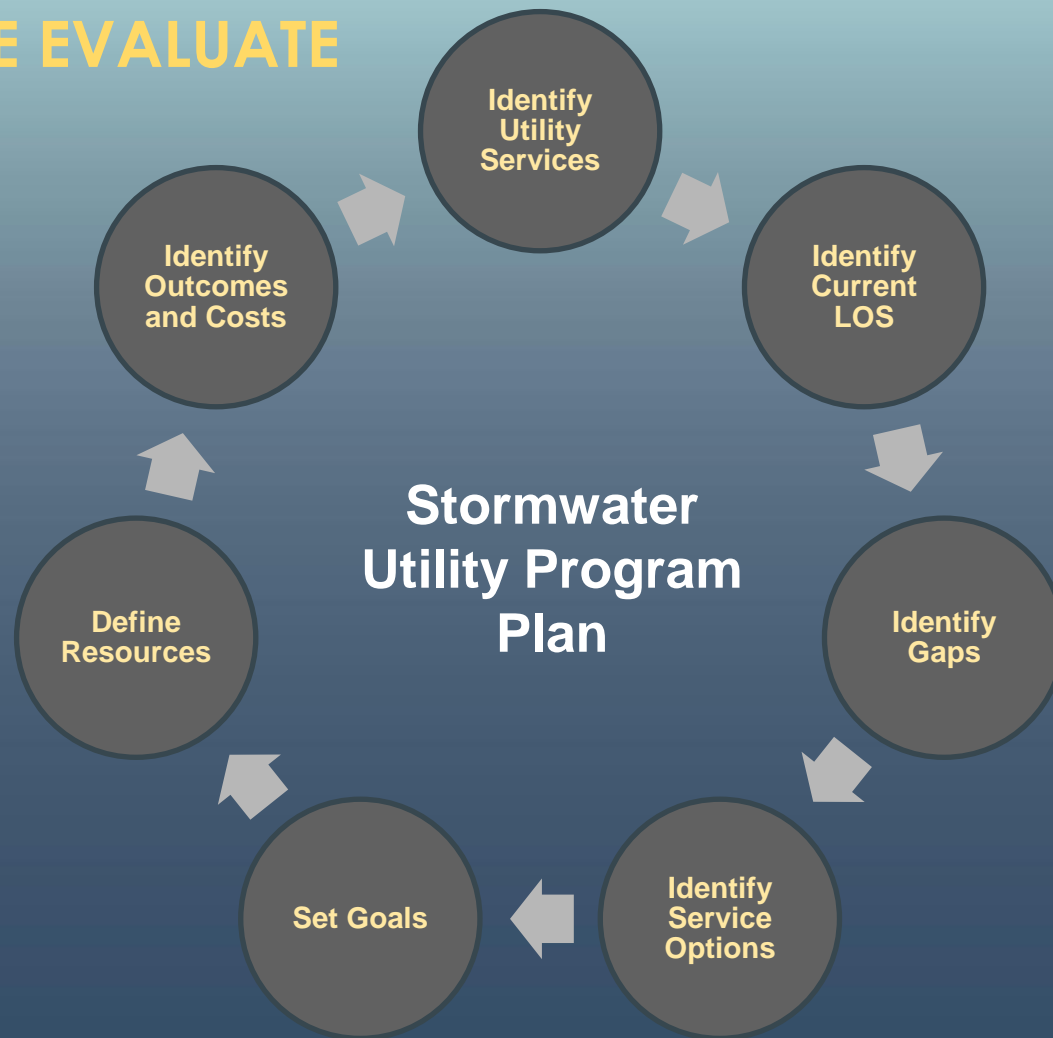 E EVALUATE
Identify
Utility
Services
Identify
Current
LOS
Identify
Gaps
Identify
Service
Options
Set Goals
Define
Resources
Identify
Outcomes
and Costs
Stormwater
Utility Program
Plan